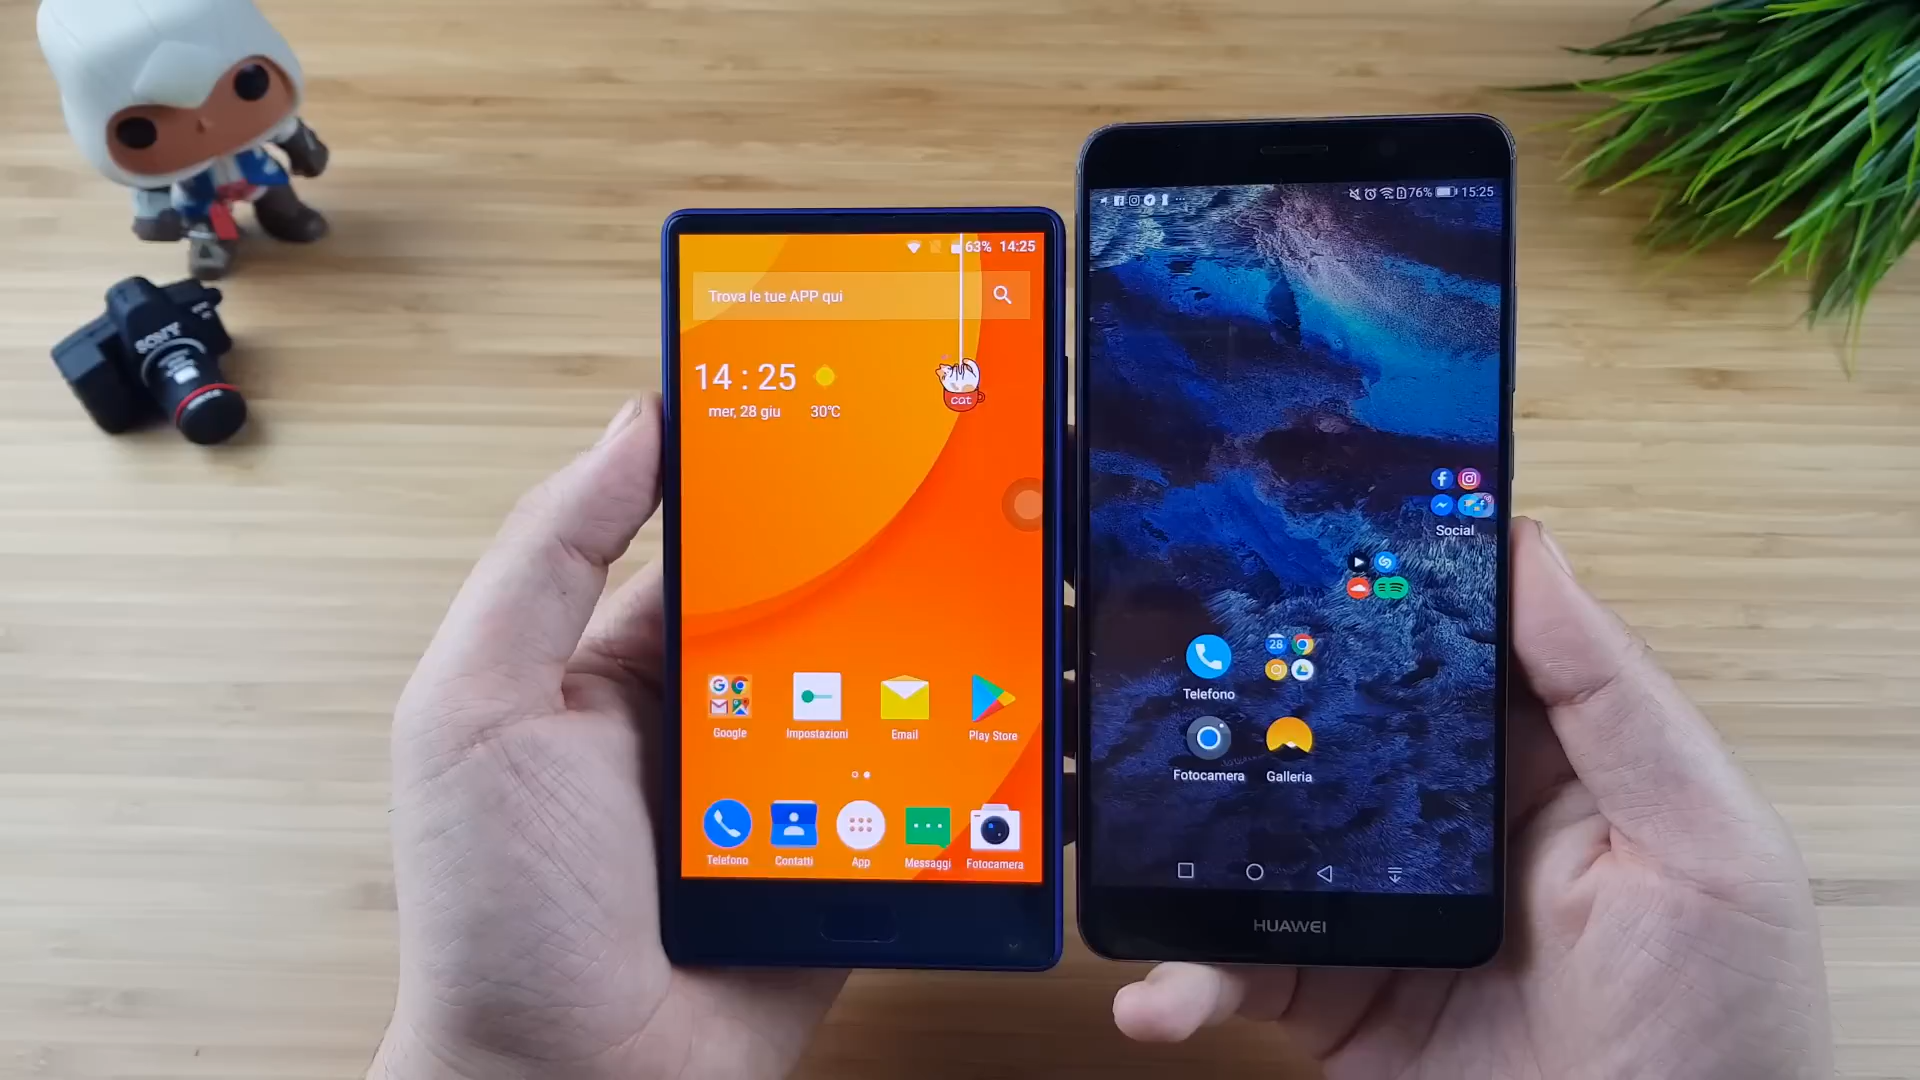 SONY
63% 14:25
Trova le tue APP qui
14 : 25
mer, 28 giu 30℃
cat
Google Impostazioni Email Play Store
Telefono Contatti App Messaggi Fotocamera
76% 15:25
Social
28
Telefono
Fotocamera Galleria
HUAWEI